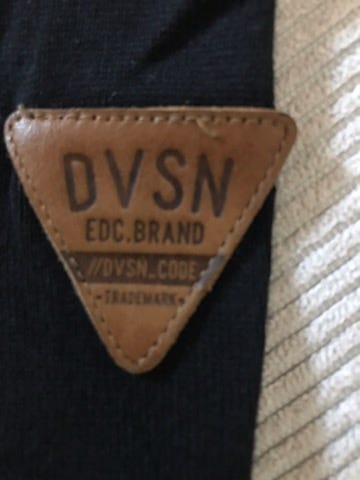 DVSN
EDC.BRAND
//DVSN_CODE
-TRADEMARK-